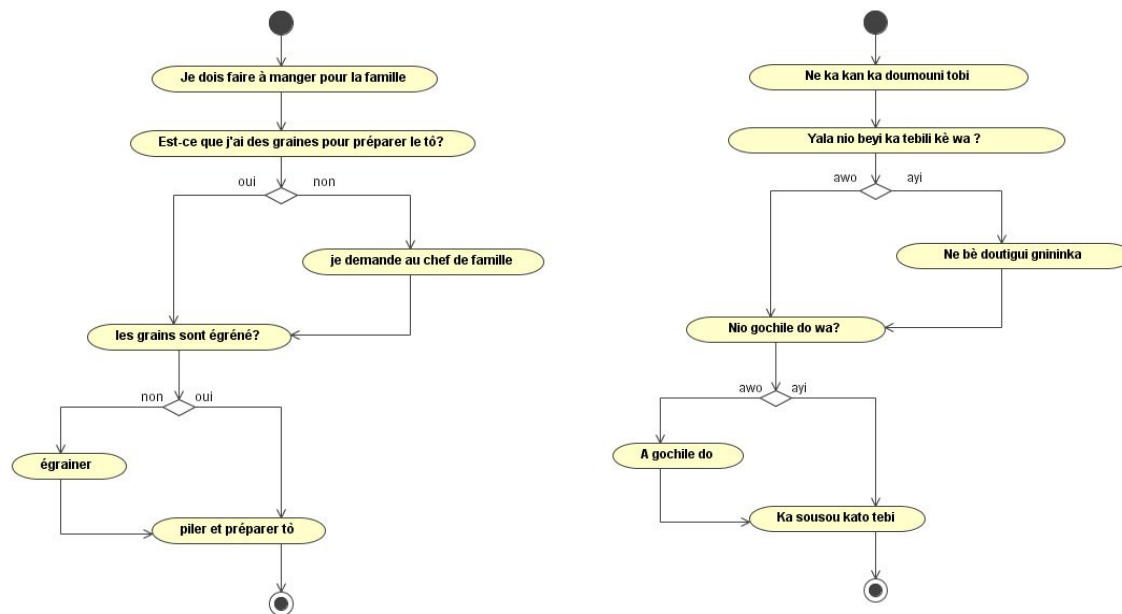 Je dois faire à manger pour la famille
Est-ce que j'ai des graines pour préparer le tô?
oui
non
je demande au chef de famille
les grains sont égréné?
non
oui
égrainer
piler et préparer tò
Ne ka kan ka doumouni tobi
Yala nio beyi ka tebili kè wa ?
awo
ayi
Ne bè doutigui gnininka
Nio gochile do wa?
awo
ayi
A gochile do
Ka sousou kato tebi